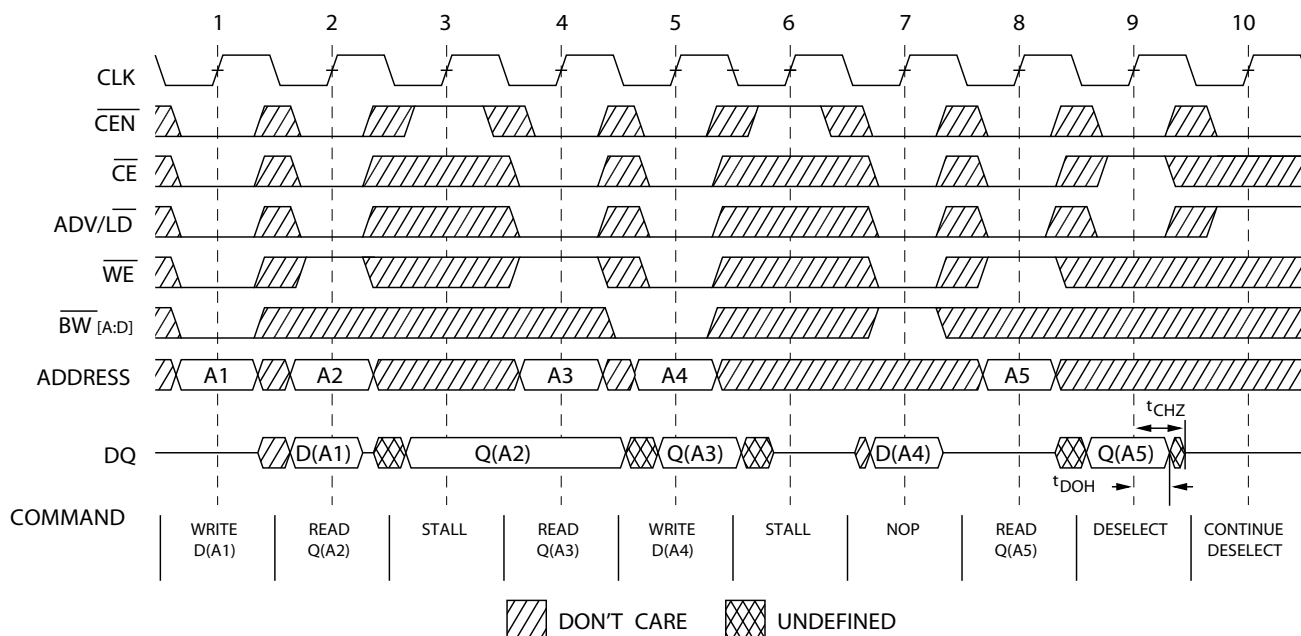 1 2 3 4 5 6 7 8 9 10
CLK
CEN
CE
ADV/LD
WE
BW [A:D]
ADDRESS A1 A2 A3 A4 A5
tCHZ
DQ D(A1) Q(A2) Q(A3) D(A4) Q(A5)
tDOH
COMMAND
WRITE D(A1)
READ Q(A2)
STALL
READ Q(A3)
WRITE D(A4)
STALL
NOP
READ Q(A5)
DESELECT
CONTINUE DESELECT
DON'T CARE UNDEFINED